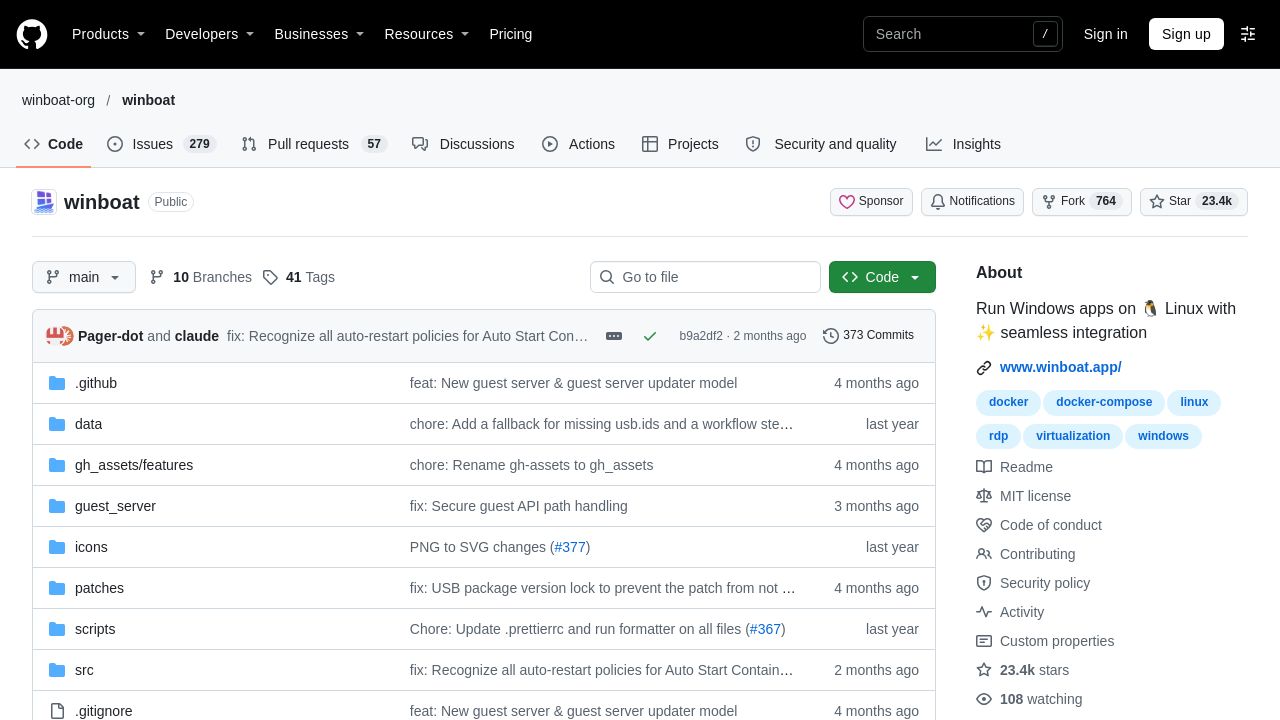 Products Developers Businesses Resources Pricing Search / Sign in Sign up
winboat-org / winboat
Code Issues 279 Pull requests 57 Discussions Actions Projects Security and quality Insights
winboat Public Sponsor Notifications Fork 764 Star 23.4k
main 10 Branches 41 Tags Go to file Code
Pager-dot and claude fix: Recognize all auto-restart policies for Auto Start Con… b9a2df2 · 2 months ago 373 Commits
.github feat: New guest server & guest server updater model 4 months ago
data chore: Add a fallback for missing usb.ids and a workflow ste… last year
gh_assets/features chore: Rename gh-assets to gh_assets 4 months ago
guest_server fix: Secure guest API path handling 3 months ago
icons PNG to SVG changes (#377) last year
patches fix: USB package version lock to prevent the patch from not … 4 months ago
scripts Chore: Update .prettierrc and run formatter on all files (#367) last year
src fix: Recognize all auto-restart policies for Auto Start Contain… 2 months ago
.gitignore feat: New guest server & guest server updater model 4 months ago
About
Run Windows apps on 🐧 Linux with
✨ seamless integration
www.winboat.app/
docker docker-compose linux
rdp virtualization windows
Readme
MIT license
Code of conduct
Contributing
Security policy
Activity
Custom properties
23.4k stars
108 watching